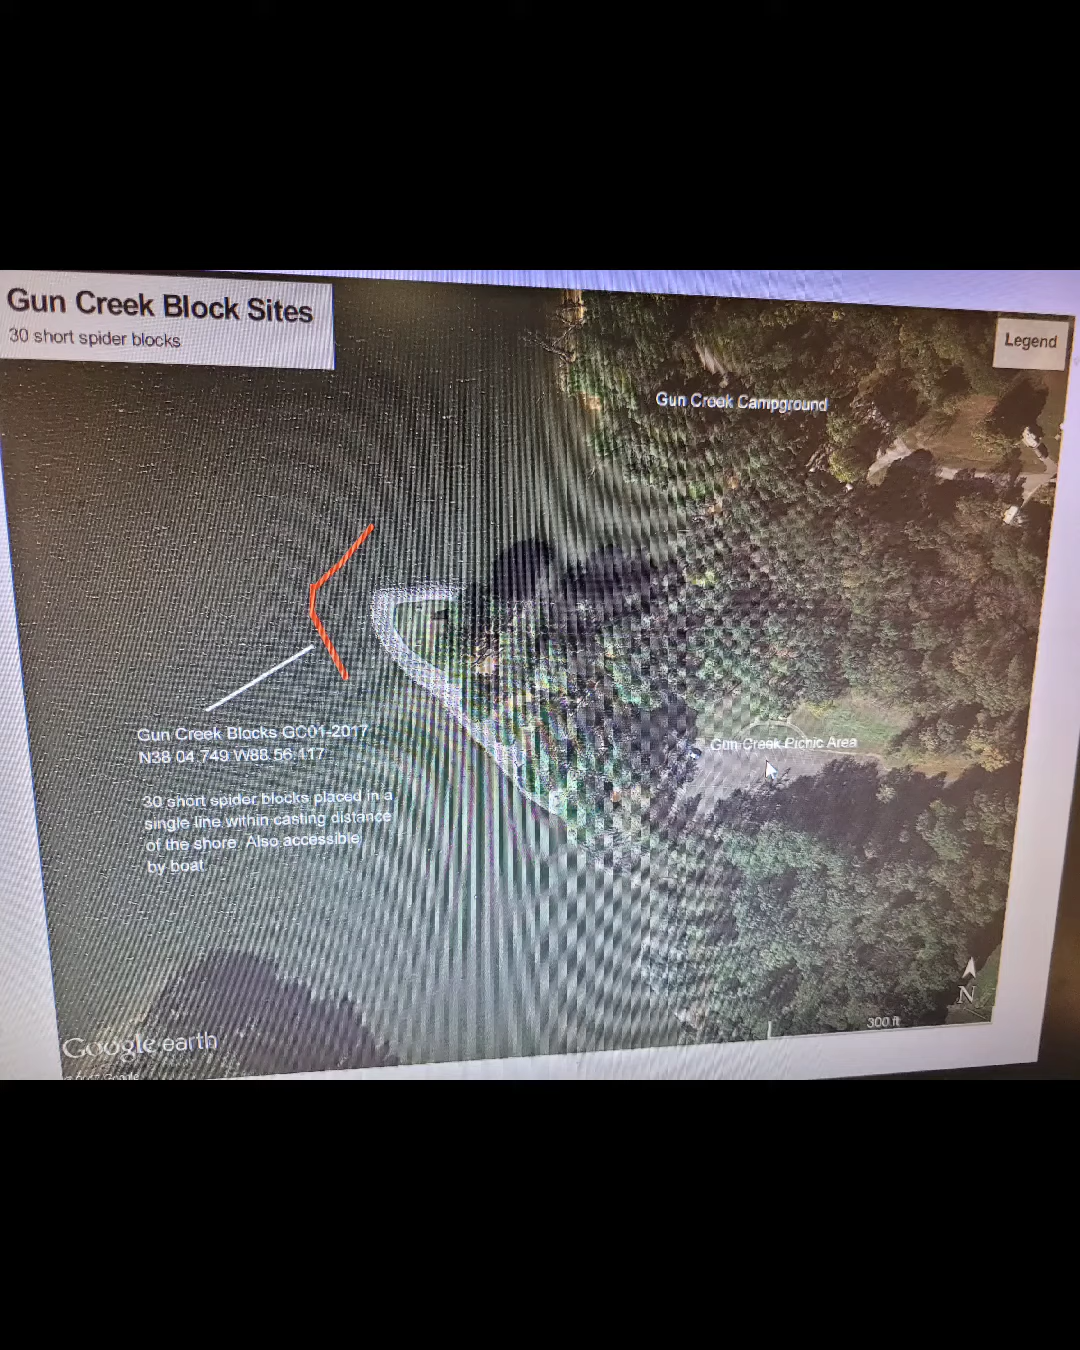 Gun Creek Block Sites
30 short spider blocks
Legend
Gun Creek Campground
Gun Creek Blocks GC01-2017
N38 04.749 W88 56.117
30 short spider blocks placed in a
single line within casting distance
of the shore. Also accessible
by boat.
Gun Creek Picnic Area
N
300 ft
Google earth
Google